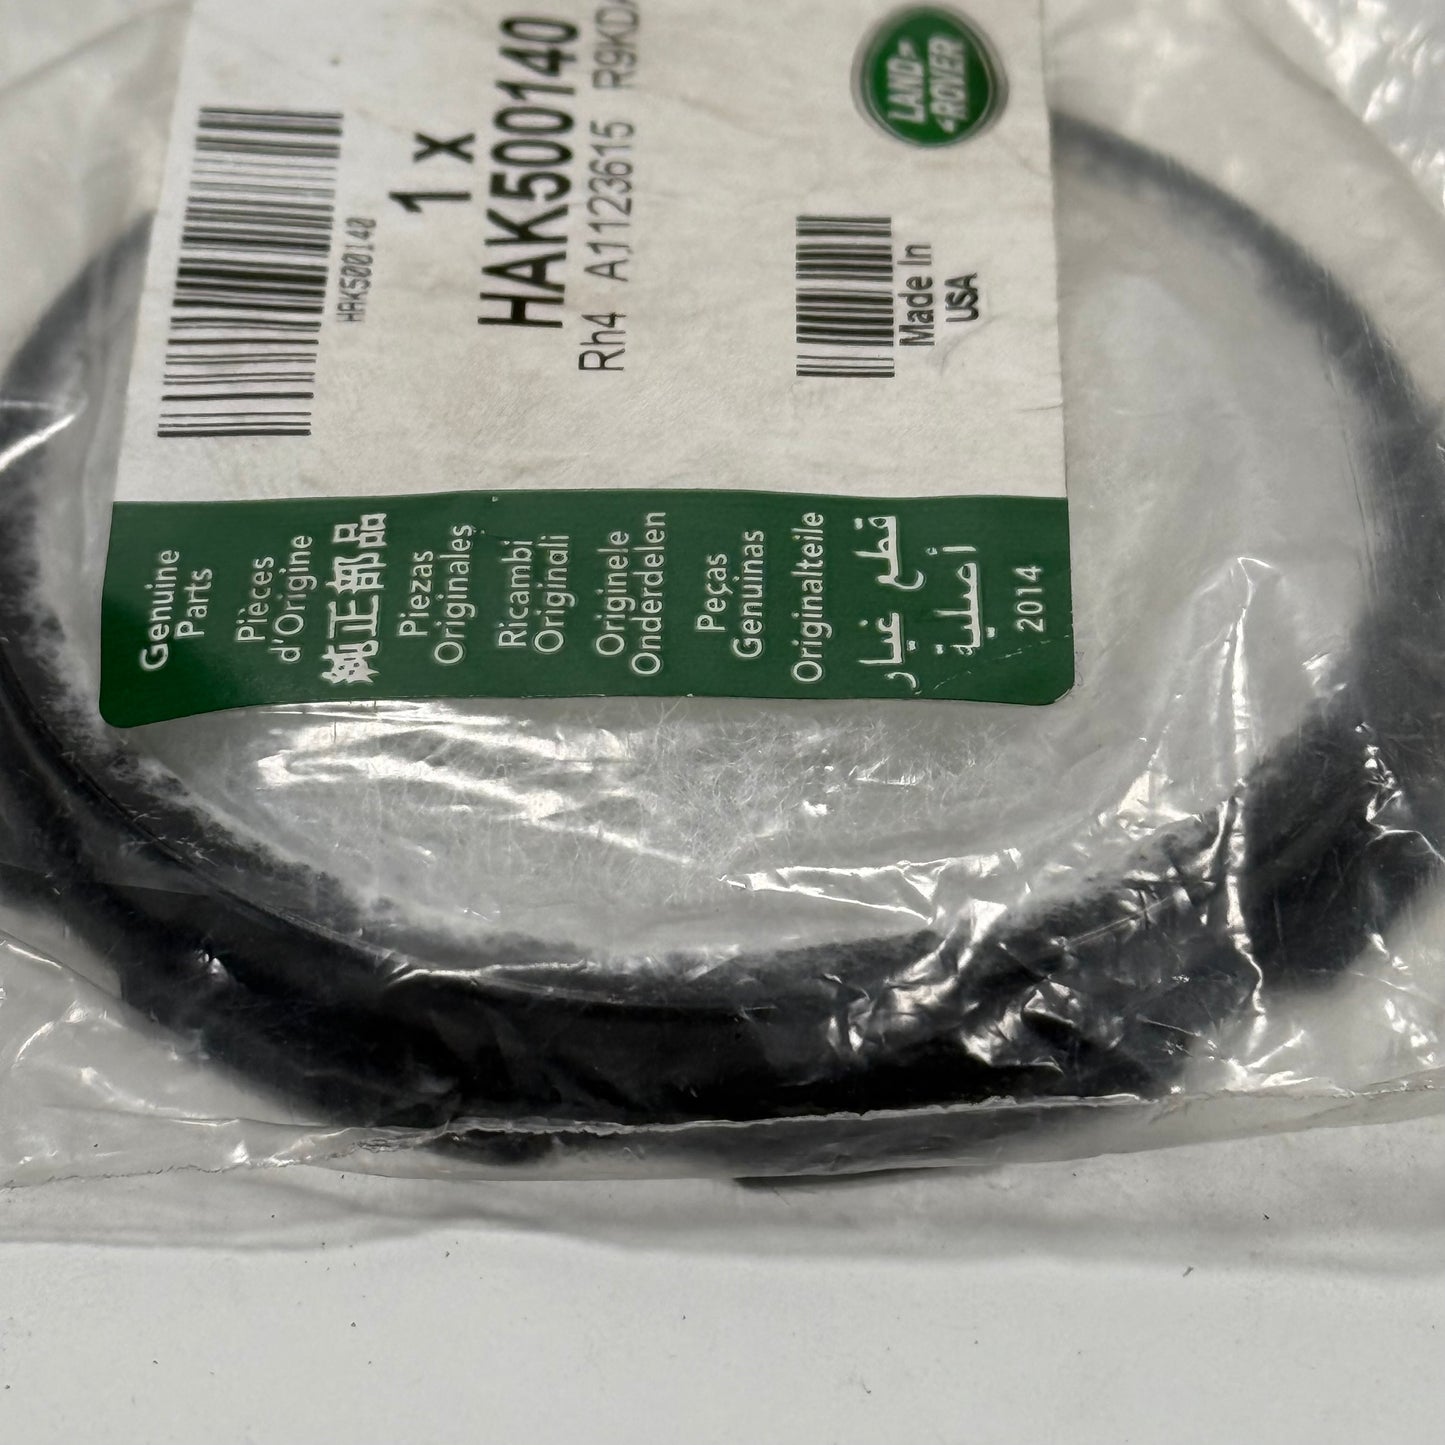 HAK500140
1 x
HAK500140
Rh4 A1123615
LAND
ROVER
Made In
USA
Genuine
Parts
Pièces
d'Origine
純正部品
Piezas
Originales
Ricambi
Originali
Originele
Onderdelen
Peças
Genuinas
Originalteile
قطع غيار
أصلية
2014